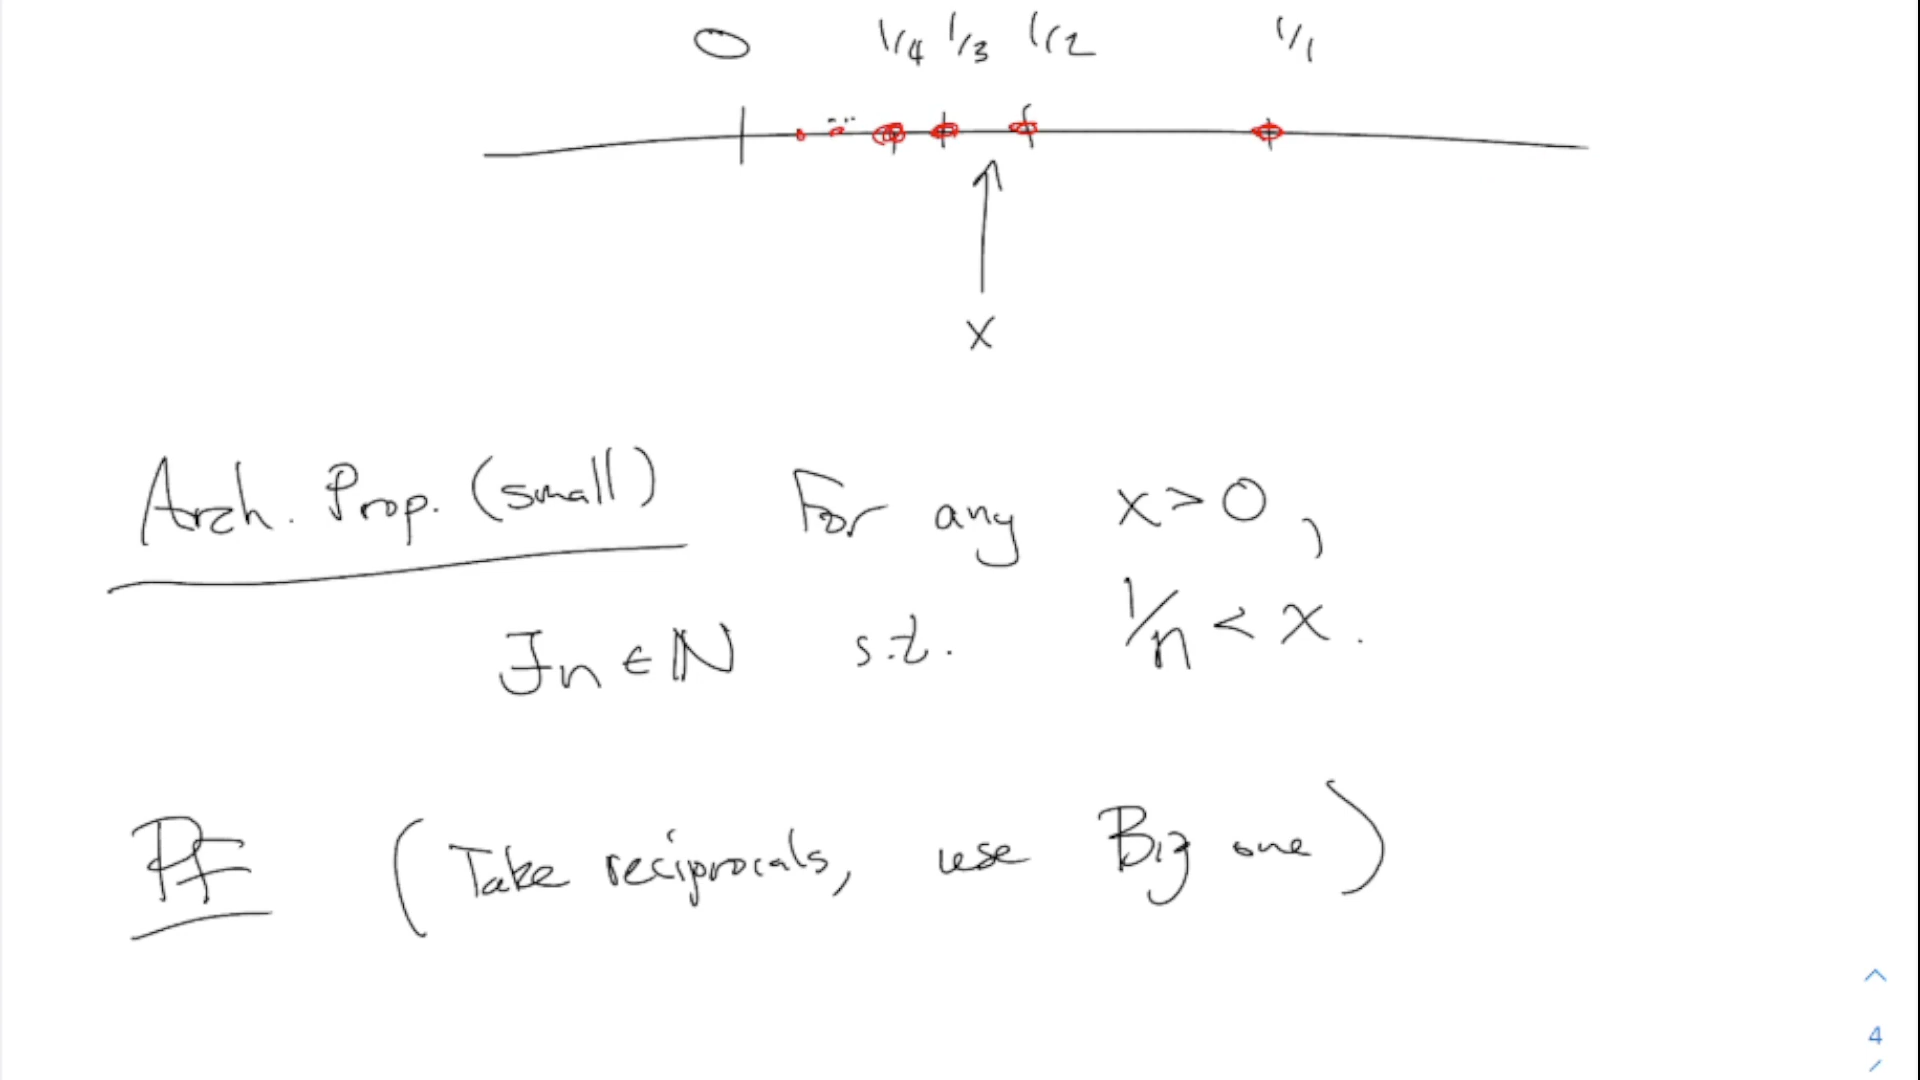 0 1/4 1/3 1/2 1/1
x
Arch. Prop. (small) For any x > 0,
∃n ∈ ℕ s.t. 1/n < x.
Pf (Take reciprocals, use Big one)
4